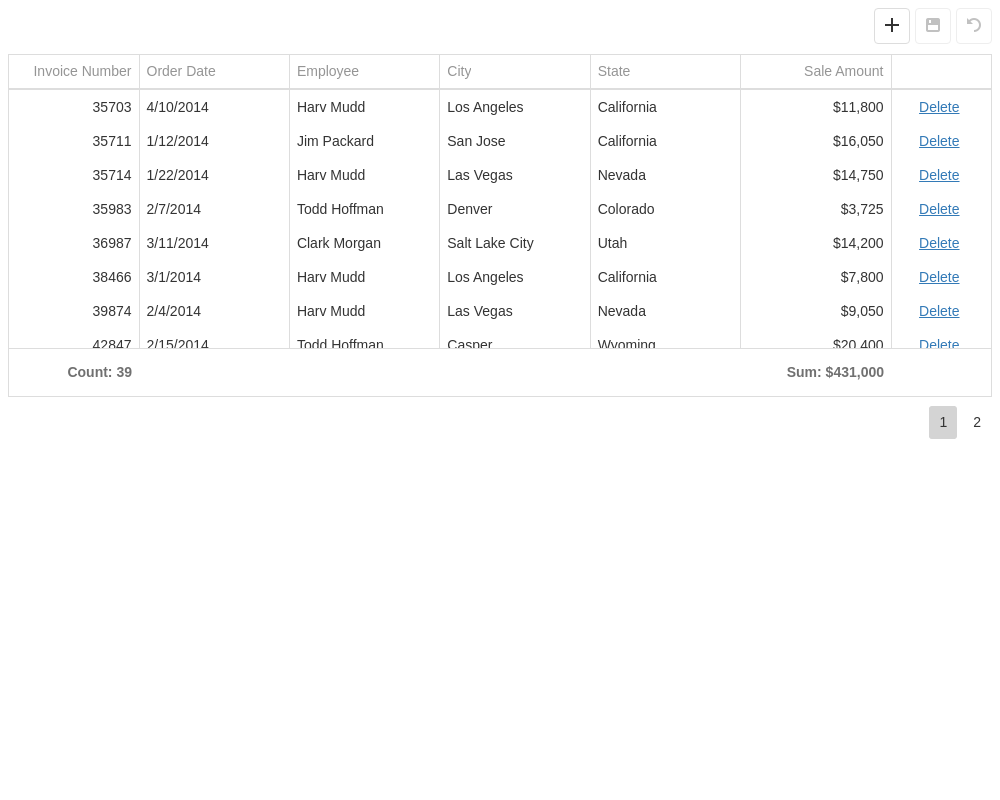 Invoice Number Order Date Employee City State Sale Amount
35703 4/10/2014 Harv Mudd Los Angeles California $11,800 Delete
35711 1/12/2014 Jim Packard San Jose California $16,050 Delete
35714 1/22/2014 Harv Mudd Las Vegas Nevada $14,750 Delete
35983 2/7/2014 Todd Hoffman Denver Colorado $3,725 Delete
36987 3/11/2014 Clark Morgan Salt Lake City Utah $14,200 Delete
38466 3/1/2014 Harv Mudd Los Angeles California $7,800 Delete
39874 2/4/2014 Harv Mudd Las Vegas Nevada $9,050 Delete
42847 2/15/2014 Todd Hoffman Casper Wyoming $20,400 Delete
Count: 39 Sum: $431,000
1 2